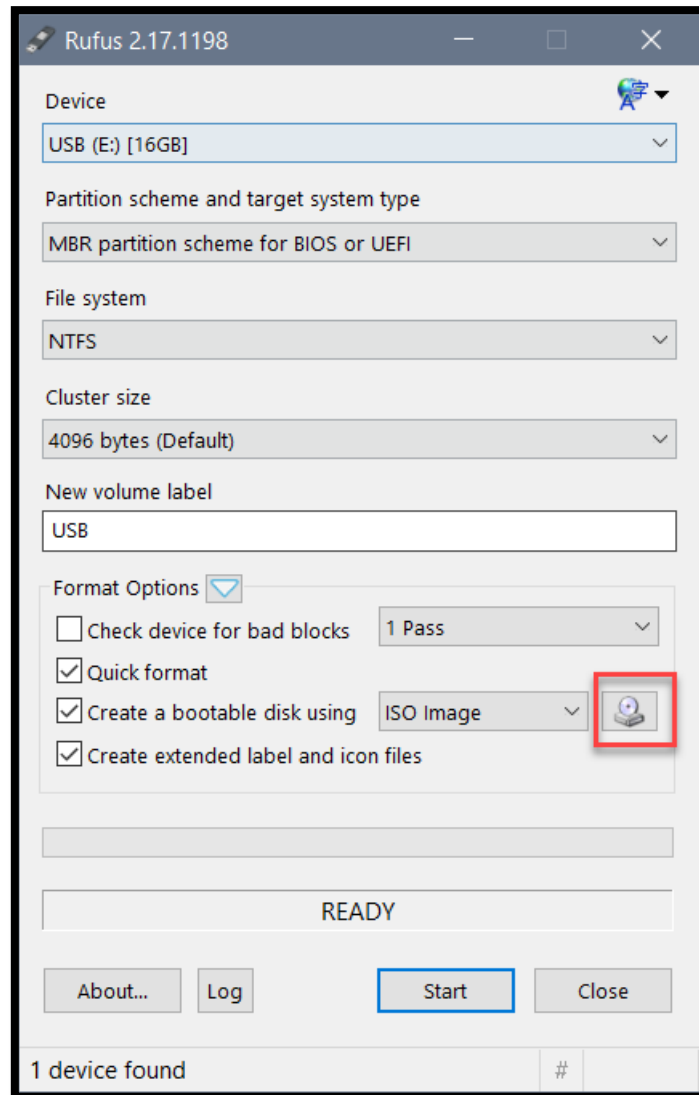 Rufus 2.17.1198
Device
USB (E:) [16GB]
Partition scheme and target system type
MBR partition scheme for BIOS or UEFI
File system
NTFS
Cluster size
4096 bytes (Default)
New volume label
USB
Format Options
Check device for bad blocks 1 Pass
Quick format
Create a bootable disk using ISO Image
Create extended label and icon files
READY
About... Log Start Close
1 device found #